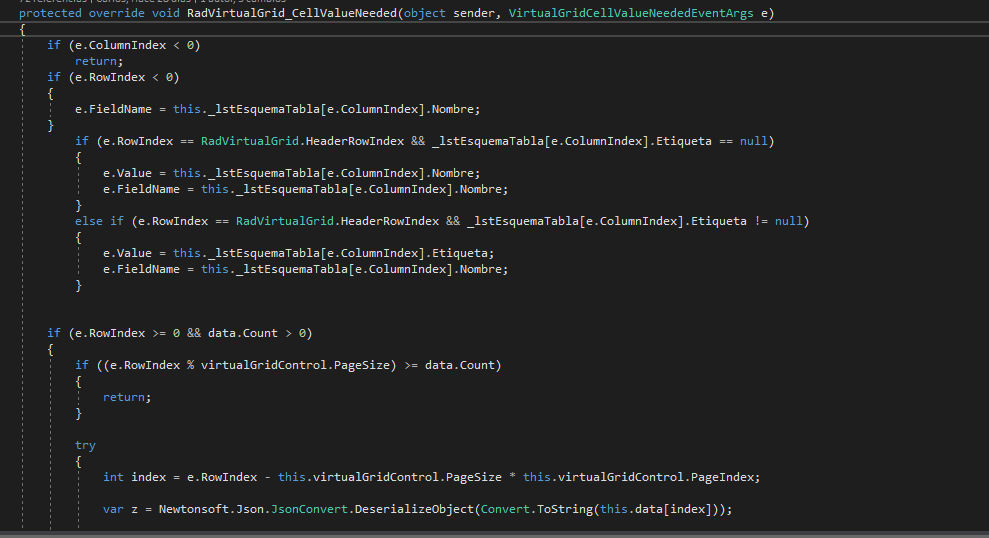 protected override void RadVirtualGrid_CellValueNeeded(object sender, VirtualGridCellValueNeededEventArgs e)
{
if (e.ColumnIndex < 0)
return;
if (e.RowIndex < 0)
{
e.FieldName = this._lstEsquemaTabla[e.ColumnIndex].Nombre;
}
if (e.RowIndex == RadVirtualGrid.HeaderRowIndex && _lstEsquemaTabla[e.ColumnIndex].Etiqueta == null)
{
e.Value = this._lstEsquemaTabla[e.ColumnIndex].Nombre;
e.FieldName = this._lstEsquemaTabla[e.ColumnIndex].Nombre;
}
else if (e.RowIndex == RadVirtualGrid.HeaderRowIndex && _lstEsquemaTabla[e.ColumnIndex].Etiqueta != null)
{
e.Value = this._lstEsquemaTabla[e.ColumnIndex].Etiqueta;
e.FieldName = this._lstEsquemaTabla[e.ColumnIndex].Nombre;
}
if (e.RowIndex >= 0 && data.Count > 0)
{
if ((e.RowIndex % virtualGridControl.PageSize) >= data.Count)
{
return;
}
try
{
int index = e.RowIndex - this.virtualGridControl.PageSize * this.virtualGridControl.PageIndex;
var z = Newtonsoft.Json.JsonConvert.DeserializeObject(Convert.ToString(this.data[index]));